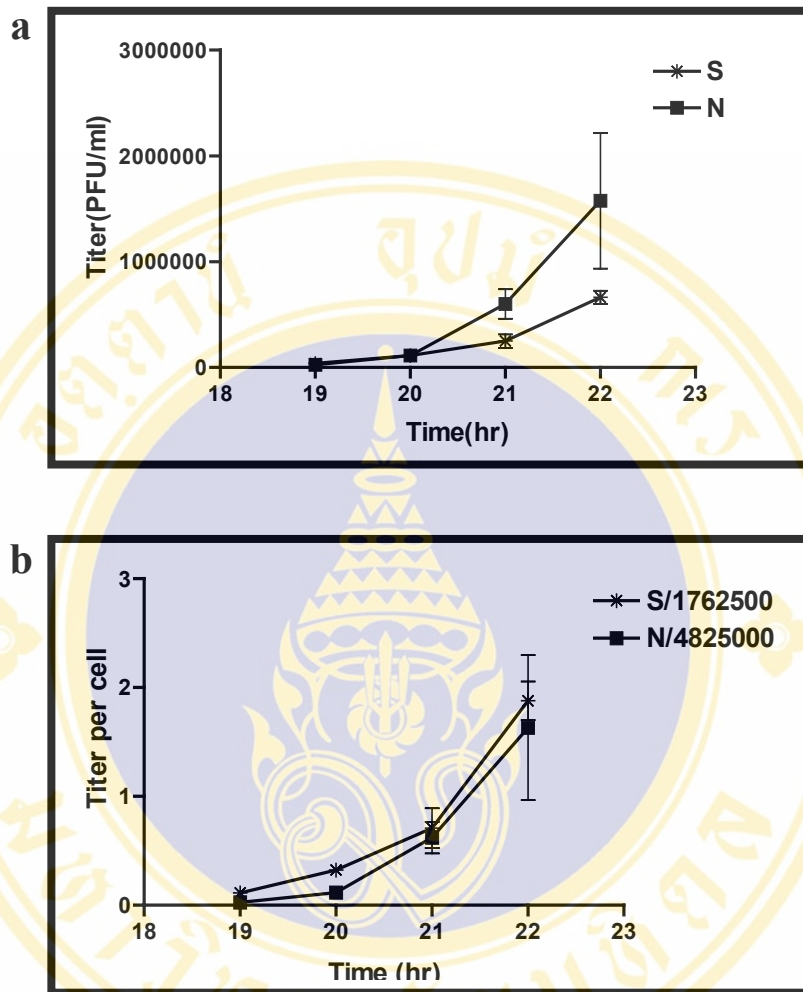 a
3000000
2000000
1000000
0
Titer(PFU/ml)
S
N
18 19 20 21 22 23
Time(hr)
b
3
2
1
0
Titer per cell
S/1762500
N/4825000
18 19 20 21 22 23
Time (hr)